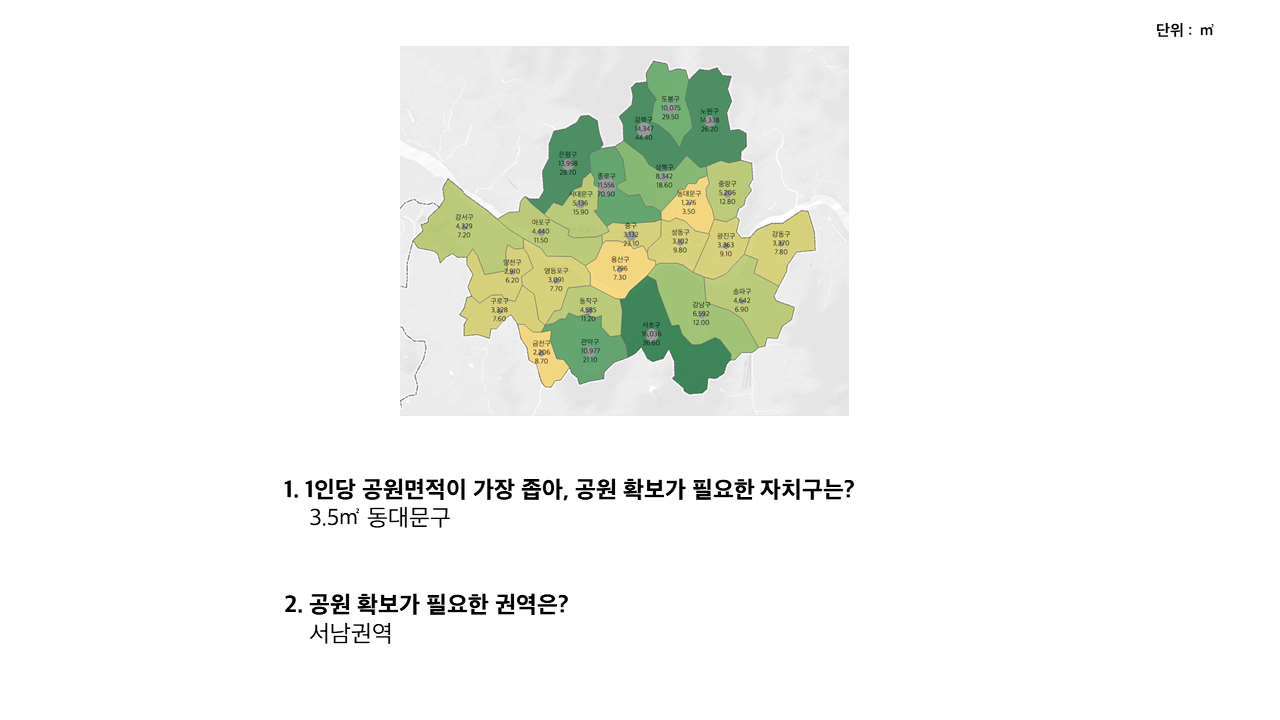 단위 : ㎡
도봉구
10,075
29.50
노원구
14,338
26.20
강북구
14,347
44.40
은평구
13,998
28.70
종로구
11,556
70.90
성북구
8,342
18.60
서대문구
5,136
15.90
동대문구
1,276
3.50
중랑구
5,206
12.80
강서구
4,329
7.20
마포구
4,440
11.50
중구
3,132
23.10
성동구
3,102
9.80
광진구
3,363
9.10
강동구
3,370
7.80
양천구
2,910
6.20
영등포구
3,091
7.70
용산구
1,796
7.30
구로구
3,328
7.60
동작구
4,585
11.20
강남구
6,592
12.00
송파구
4,642
6.90
금천구
2,206
8.70
관악구
10,977
21.10
서초구
16,036
36.60
1. 1인당 공원면적이 가장 좁아, 공원 확보가 필요한 자치구는?
3.5㎡ 동대문구
2. 공원 확보가 필요한 권역은?
서남권역